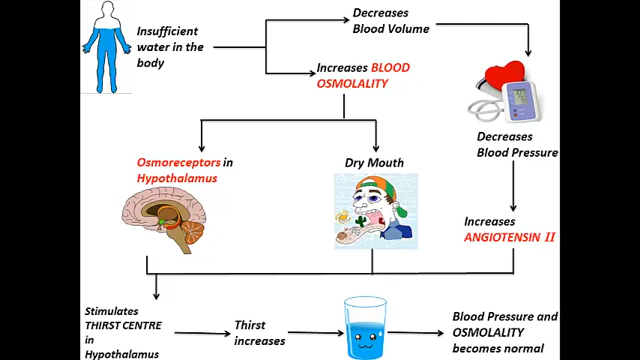 Insufficient
water in the
body
Decreases
Blood Volume
Increases BLOOD
OSMOLALITY
Decreases
Blood Pressure
Osmoreceptors in
Hypothalamus
Dry Mouth
Increases
ANGIOTENSIN II
Stimulates
THIRST CENTRE
in
Hypothalamus
Thirst
increases
Blood Pressure and
OSMOLALITY
becomes normal